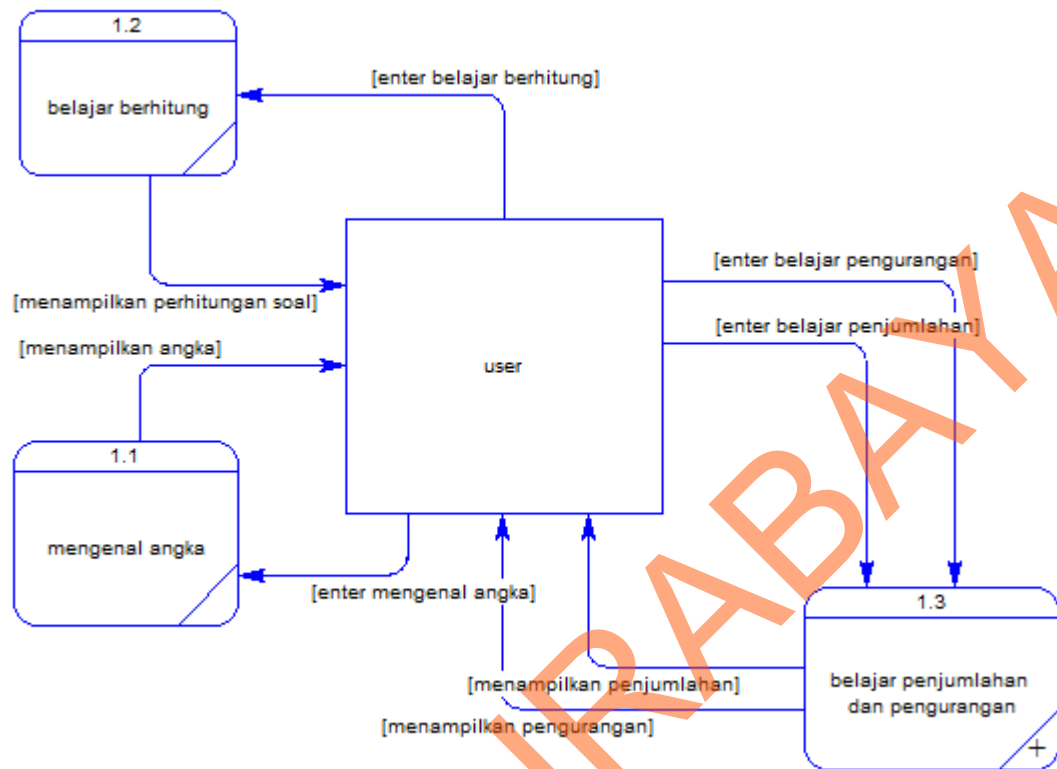 1.2
belajar berhitung
[enter belajar berhitung]
[menampilkan perhitungan soal]
[menampilkan angka]
user
[enter belajar pengurangan]
[enter belajar penjumlahan]
1.1
mengenal angka
[enter mengenal angka]
[menampilkan penjumlahan]
[menampilkan pengurangan]
1.3
belajar penjumlahan
dan pengurangan
+
RABAYA